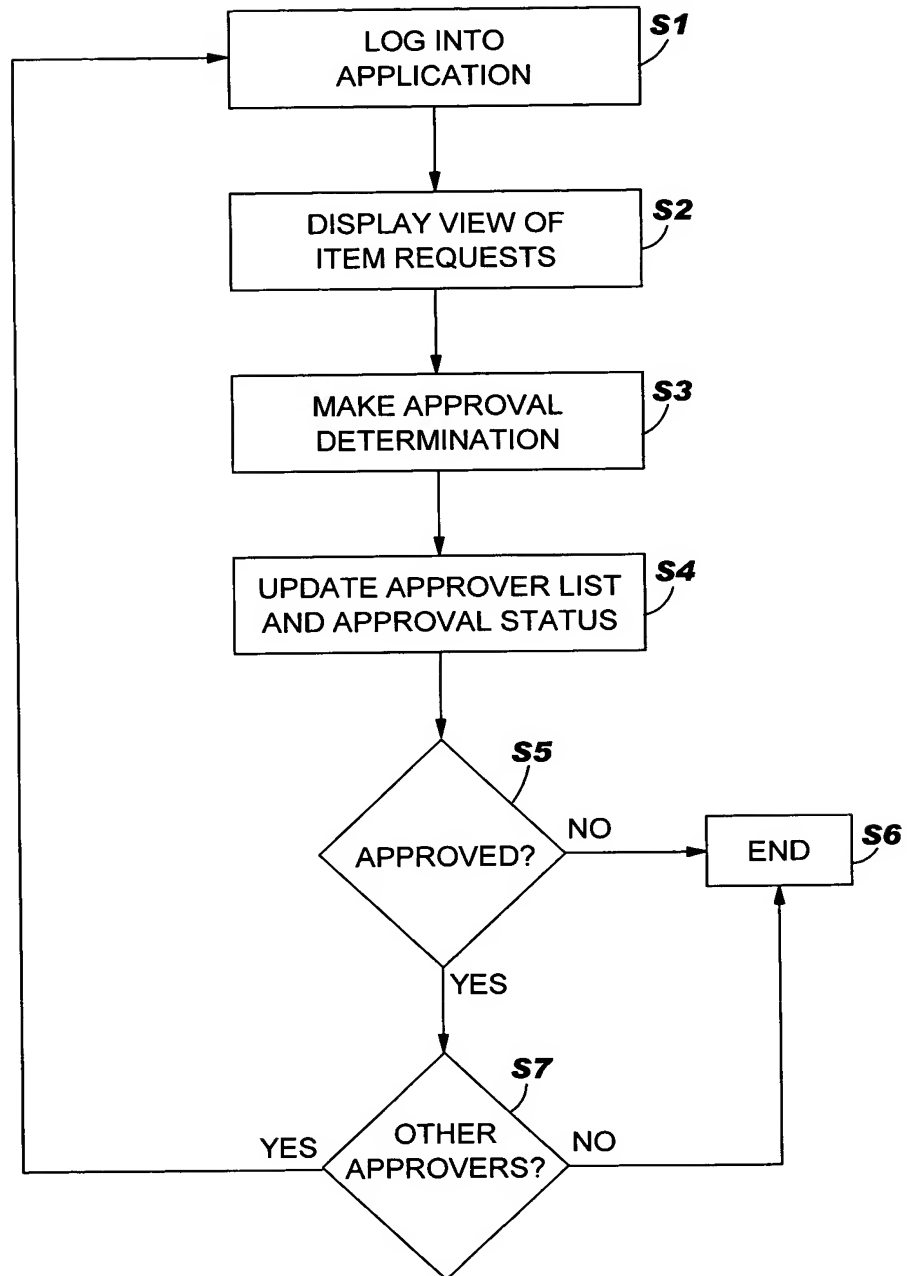 LOG INTO
APPLICATION
S1
DISPLAY VIEW OF
ITEM REQUESTS
S2
MAKE APPROVAL
DETERMINATION
S3
UPDATE APPROVER LIST
AND APPROVAL STATUS
S4
APPROVED?
S5
NO
END
S6
YES
OTHER
APPROVERS?
S7
YES
NO